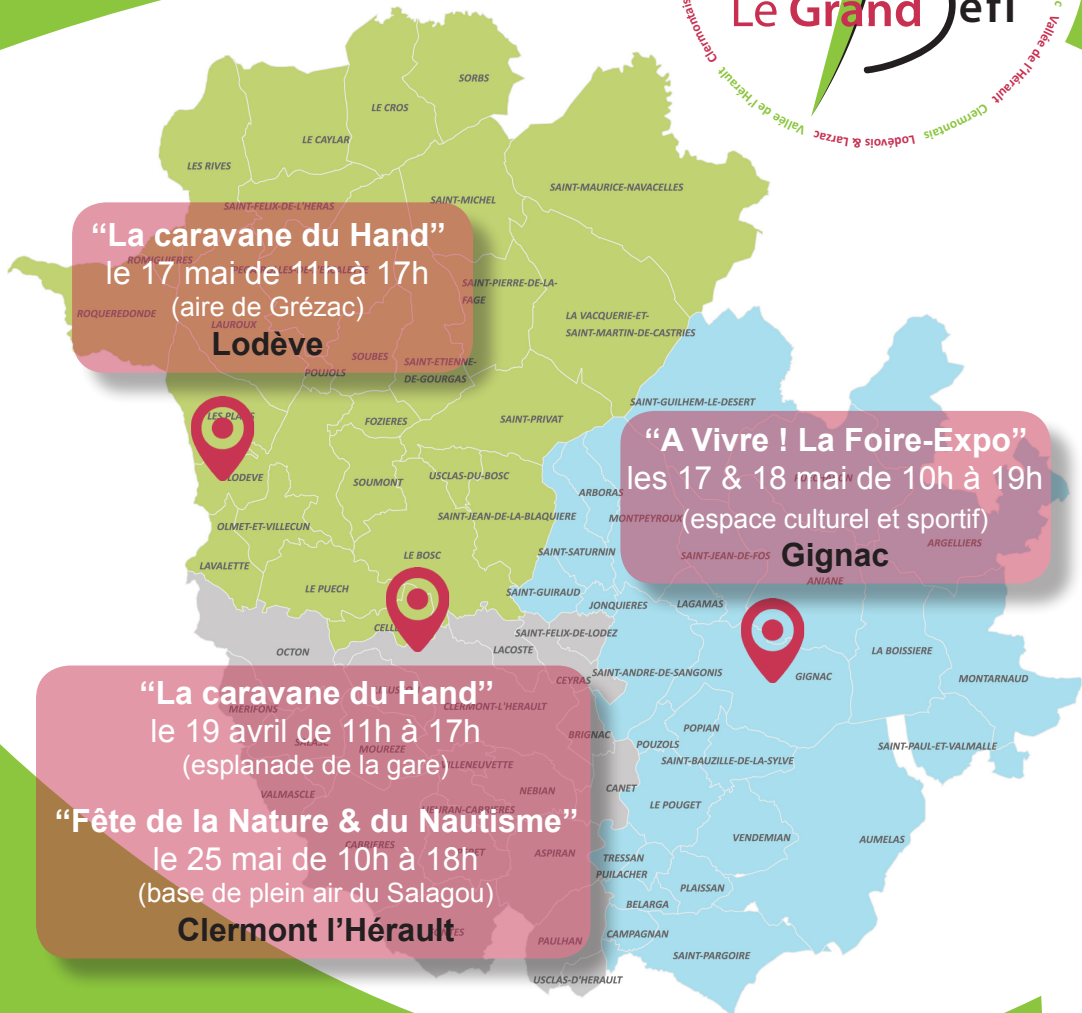 Le Grand Défi
Clermontais Vallée de l'Hérault Lodévois & Larzac Clermontais Vallée de l'Hérault
SORBS
LE CROS
LE CAYLAR
LES RIVES
SAINT-MAURICE-NAVACELLES
SAINT-MICHEL
SAINT-FELIX-DE-L'HERAS
“La caravane du Hand”
le 17 mai de 11h à 17h
(aire de Grézac)
Lodève
ROMIGUIERES
SAINT-PIERRE-DE-LA-
FAGE
ROQUEREDONDE
LAUROUX
LA VACQUERIE-ET-
SAINT-MARTIN-DE-CASTRIES
SOUBES
SAINT-ETIENNE-
DE-GOURGAS
POUJOLS
SAINT-GUILHEM-LE-DESERT
FOZIERES
SAINT-PRIVAT
“A Vivre ! La Foire-Expo”
les 17 & 18 mai de 10h à 19h
(espace culturel et sportif)
Gignac
LODEVE
SOUMONT
USCLAS-DU-BOSC
ARBORAS
MONTPEYROUX
SAINT-JEAN-DE-LA-BLAQUIERE
OLMET-ET-VILLECUN
ARGELLIERS
SAINT-JEAN-DE-FOS
LE BOSC
SAINT-SATURNIN
LAVALETTE
ANIANE
LE PUECH
SAINT-GUIRAUD
JONQUIERES
LAGAMAS
SAINT-FELIX-DE-LODEZ
OCTON
LACOSTE
LA BOISSIERE
SAINT-ANDRE-DE-SANGONIS
GIGNAC
MONTARNAUD
CEYRAS
“La caravane du Hand”
le 19 avril de 11h à 17h
(esplanade de la gare)
“Fête de la Nature & du Nautisme”
le 25 mai de 10h à 18h
(base de plein air du Salagou)
Clermont l’Hérault
MERIFONS
CLERMONT-L'HERAULT
BRIGNAC
POPIAN
POUZOLS
SAINT-PAUL-ET-VALMALLE
MOUREZE
SAINT-BAUZILLE-DE-LA-SYLVE
VILLENEUVETTE
CANET
NEBIAN
VALMASCLE
LE POUGET
VENDEMIAN
AUMELAS
CABRIERES
ASPIRAN
TRESSAN
PUILACHER
PLAISSAN
BELARGA
CAMPAGNAN
PAULHAN
SAINT-PARGOIRE
USCLAS-D'HERAULT